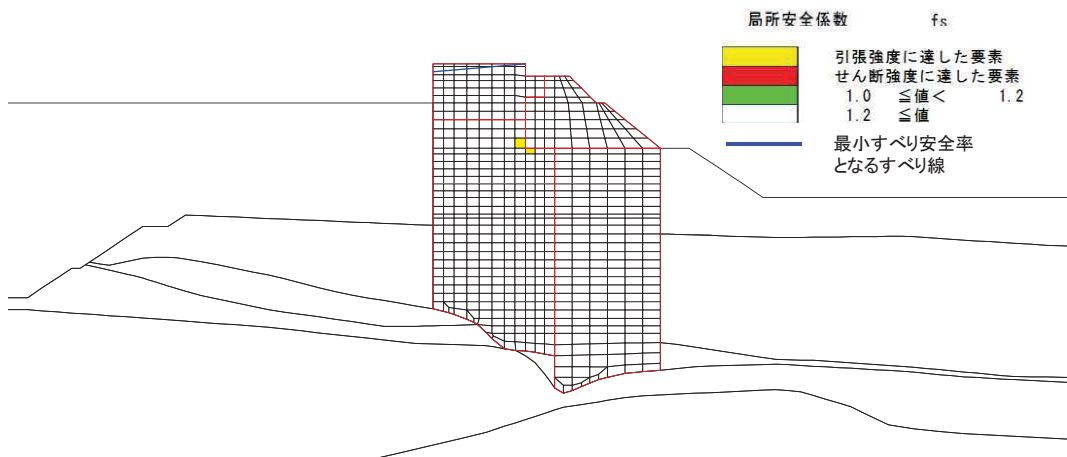 局所安全係数 fs
引張強度に達した要素
せん断強度に達した要素
1.0 ≦値< 1.2
1.2 ≦値
最小すべり安全率
となるすべり線